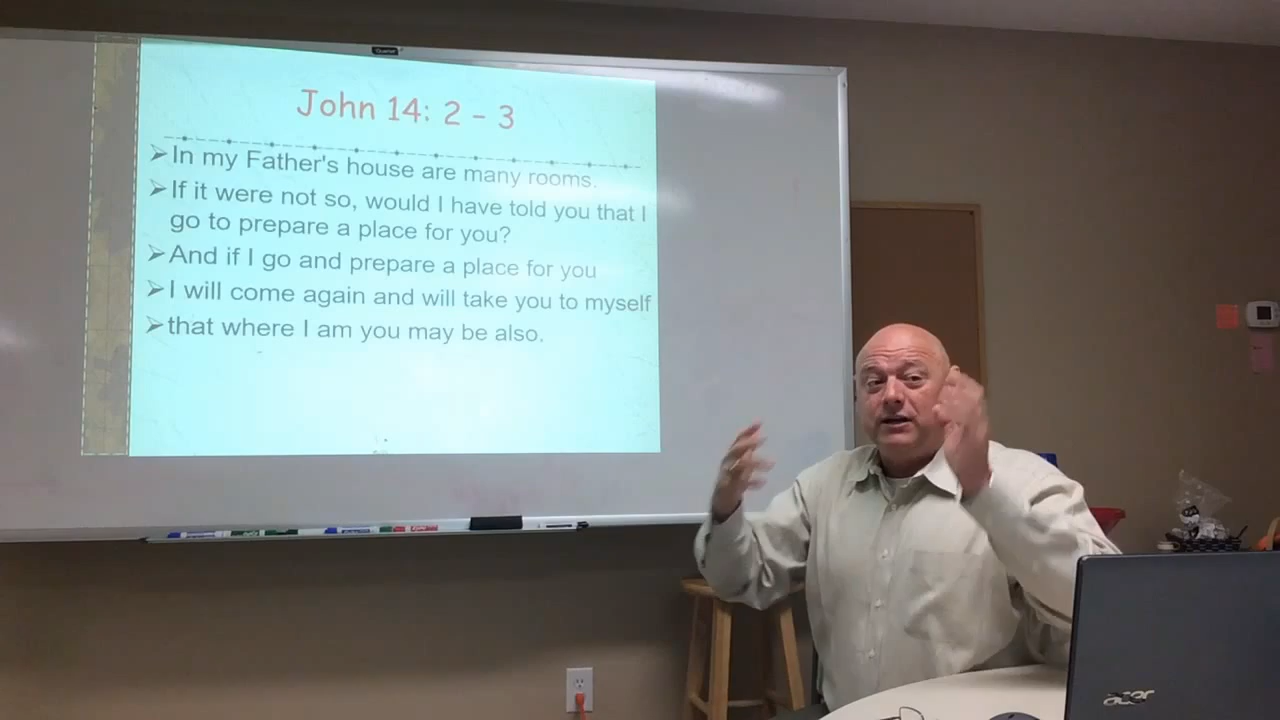 Quartet
John 14: 2 - 3
➢In my Father's house are many rooms.
➢If it were not so, would I have told you that I
go to prepare a place for you?
➢And if I go and prepare a place for you
➢I will come again and will take you to myself
➢that where I am you may be also.
acer